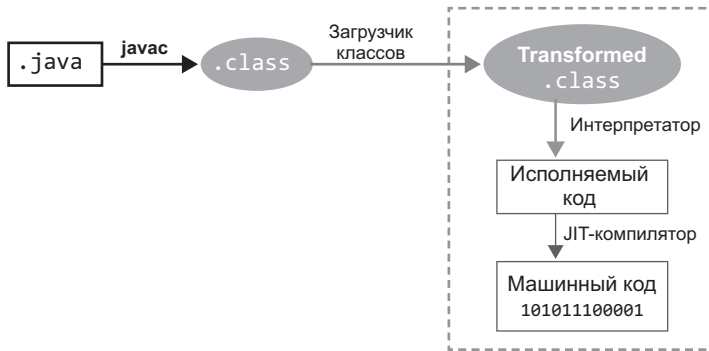 .java
javac
.class
Загрузчик
классов
Transformed
.class
Интерпретатор
Исполняемый
код
JIT-компилятор
Машинный код
101011100001